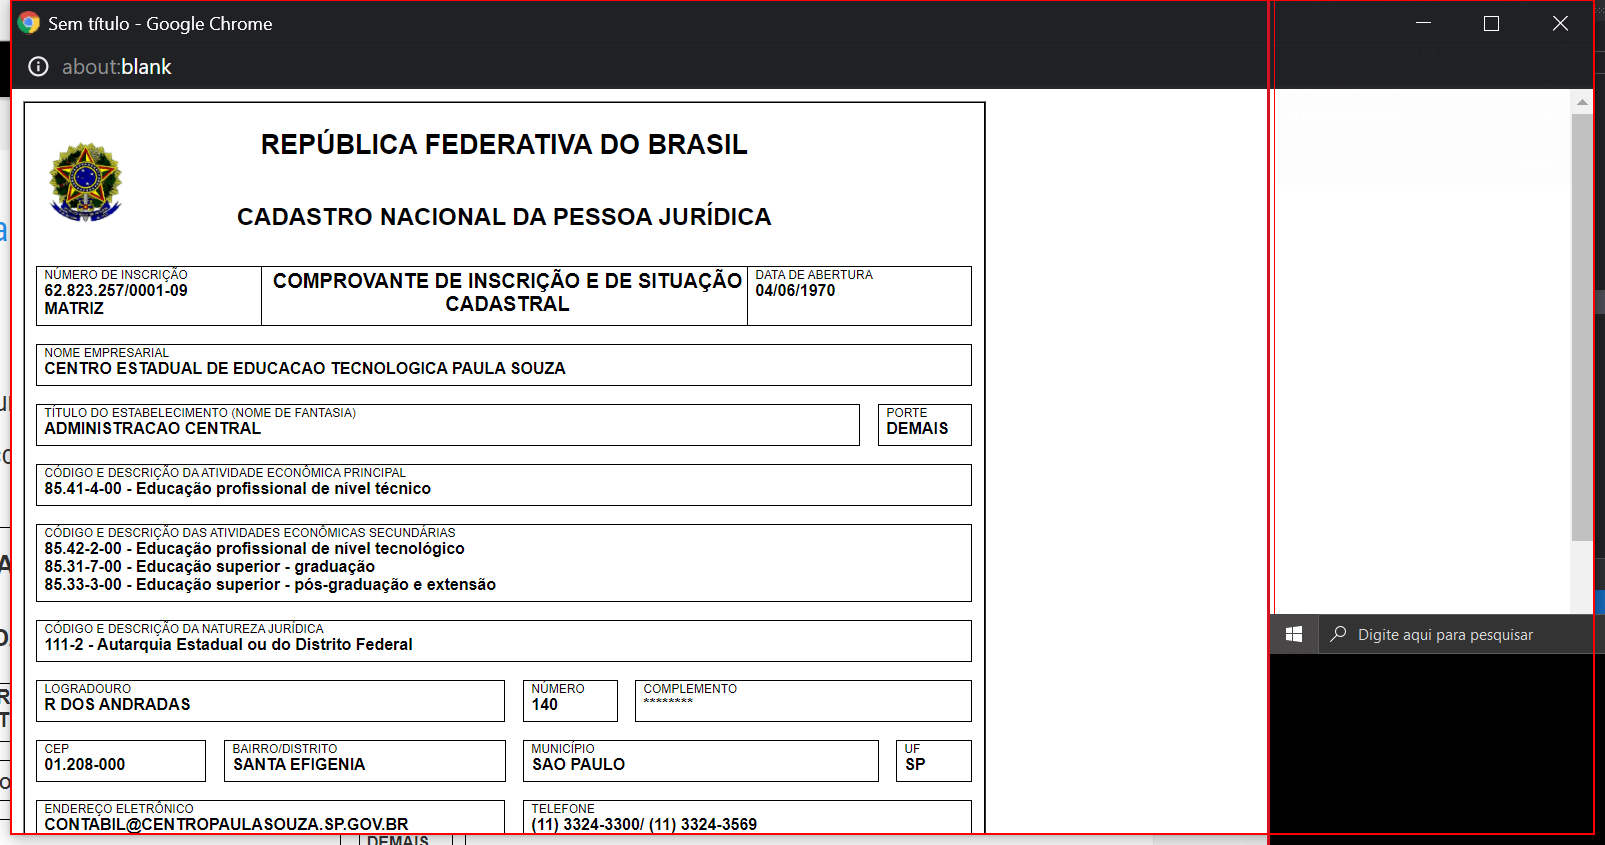 Sem título - Google Chrome
about:blank
REPÚBLICA FEDERATIVA DO BRASIL
CADASTRO NACIONAL DA PESSOA JURÍDICA
NÚMERO DE INSCRIÇÃO
62.823.257/0001-09
MATRIZ
COMPROVANTE DE INSCRIÇÃO E DE SITUAÇÃO
CADASTRAL
DATA DE ABERTURA
04/06/1970
NOME EMPRESARIAL
CENTRO ESTADUAL DE EDUCACAO TECNOLOGICA PAULA SOUZA
TÍTULO DO ESTABELECIMENTO (NOME DE FANTASIA)
ADMINISTRACAO CENTRAL
PORTE
DEMAIS
CÓDIGO E DESCRIÇÃO DA ATIVIDADE ECONÔMICA PRINCIPAL
85.41-4-00 - Educação profissional de nível técnico
CÓDIGO E DESCRIÇÃO DAS ATIVIDADES ECONÔMICAS SECUNDÁRIAS
85.42-2-00 - Educação profissional de nível tecnológico
85.31-7-00 - Educação superior - graduação
85.33-3-00 - Educação superior - pós-graduação e extensão
CÓDIGO E DESCRIÇÃO DA NATUREZA JURÍDICA
111-2 - Autarquia Estadual ou do Distrito Federal
Digite aqui para pesquisar
LOGRADOURO
R DOS ANDRADAS
NÚMERO
140
COMPLEMENTO
********
CEP
01.208-000
BAIRRO/DISTRITO
SANTA EFIGENIA
MUNICÍPIO
SAO PAULO
UF
SP
ENDEREÇO ELETRÔNICO
CONTABIL@CENTROPAULASOUZA.SP.GOV.BR
TELEFONE
(11) 3324-3300/ (11) 3324-3569
DEMAIS